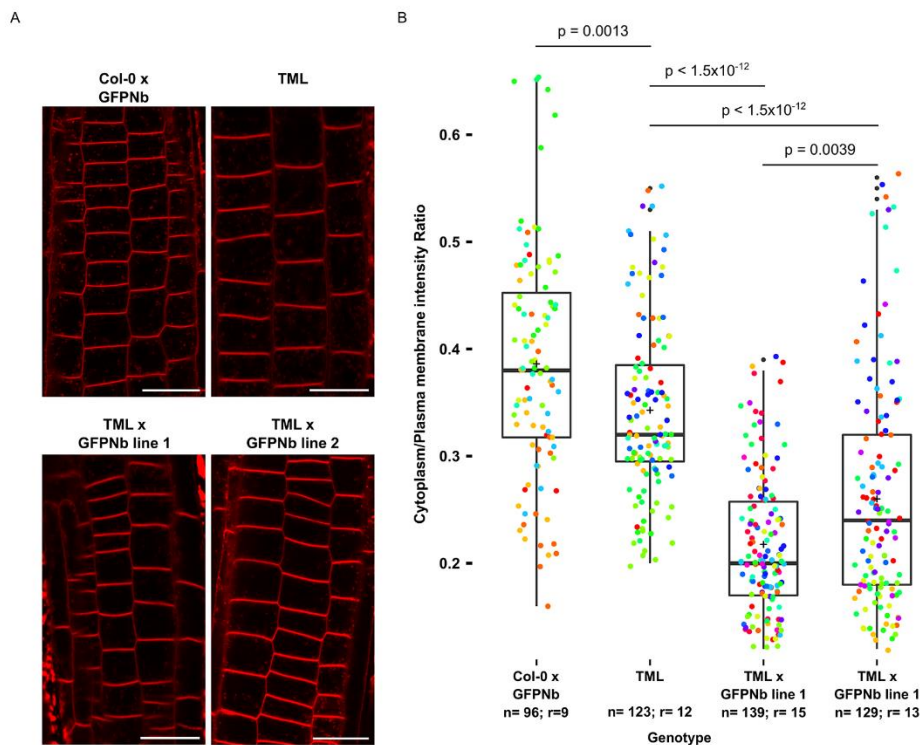 A
Col-0 x
GFPNb
TML
TML x
GFPNb line 1
TML x
GFPNb line 2
B
p = 0.0013
p < 1.5x10⁻¹²
p < 1.5x10⁻¹²
p = 0.0039
Cytoplasm/Plasma membrane intensity Ratio
0.6
0.5
0.4
0.3
0.2
Col-0 x
GFPNb
n= 96; r=9
TML
n= 123; r= 12
TML x
GFPNb line 1
n= 139; r= 15
TML x
GFPNb line 1
n= 129; r= 13
Genotype